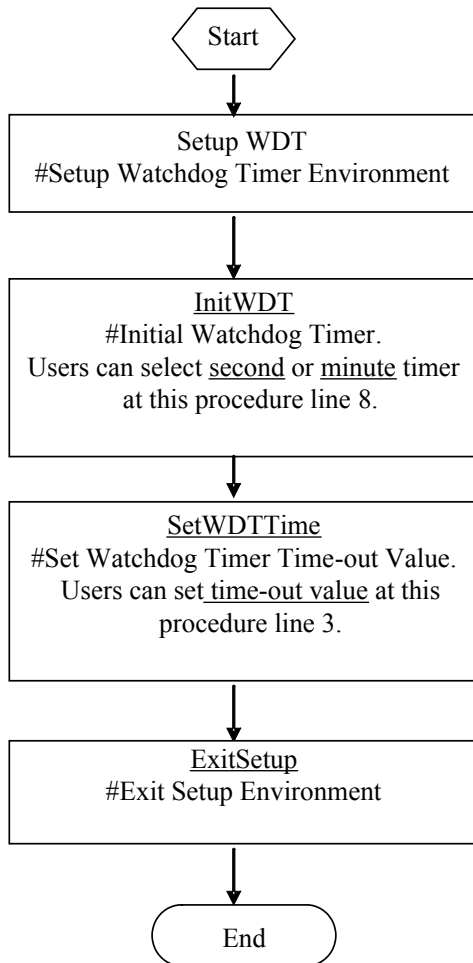 Start
Setup WDT
#Setup Watchdog Timer Environment
InitWDT
#Initial Watchdog Timer.
Users can select second or minute timer
at this procedure line 8.
SetWDTTime
#Set Watchdog Timer Time-out Value.
Users can set time-out value at this
procedure line 3.
ExitSetup
#Exit Setup Environment
End